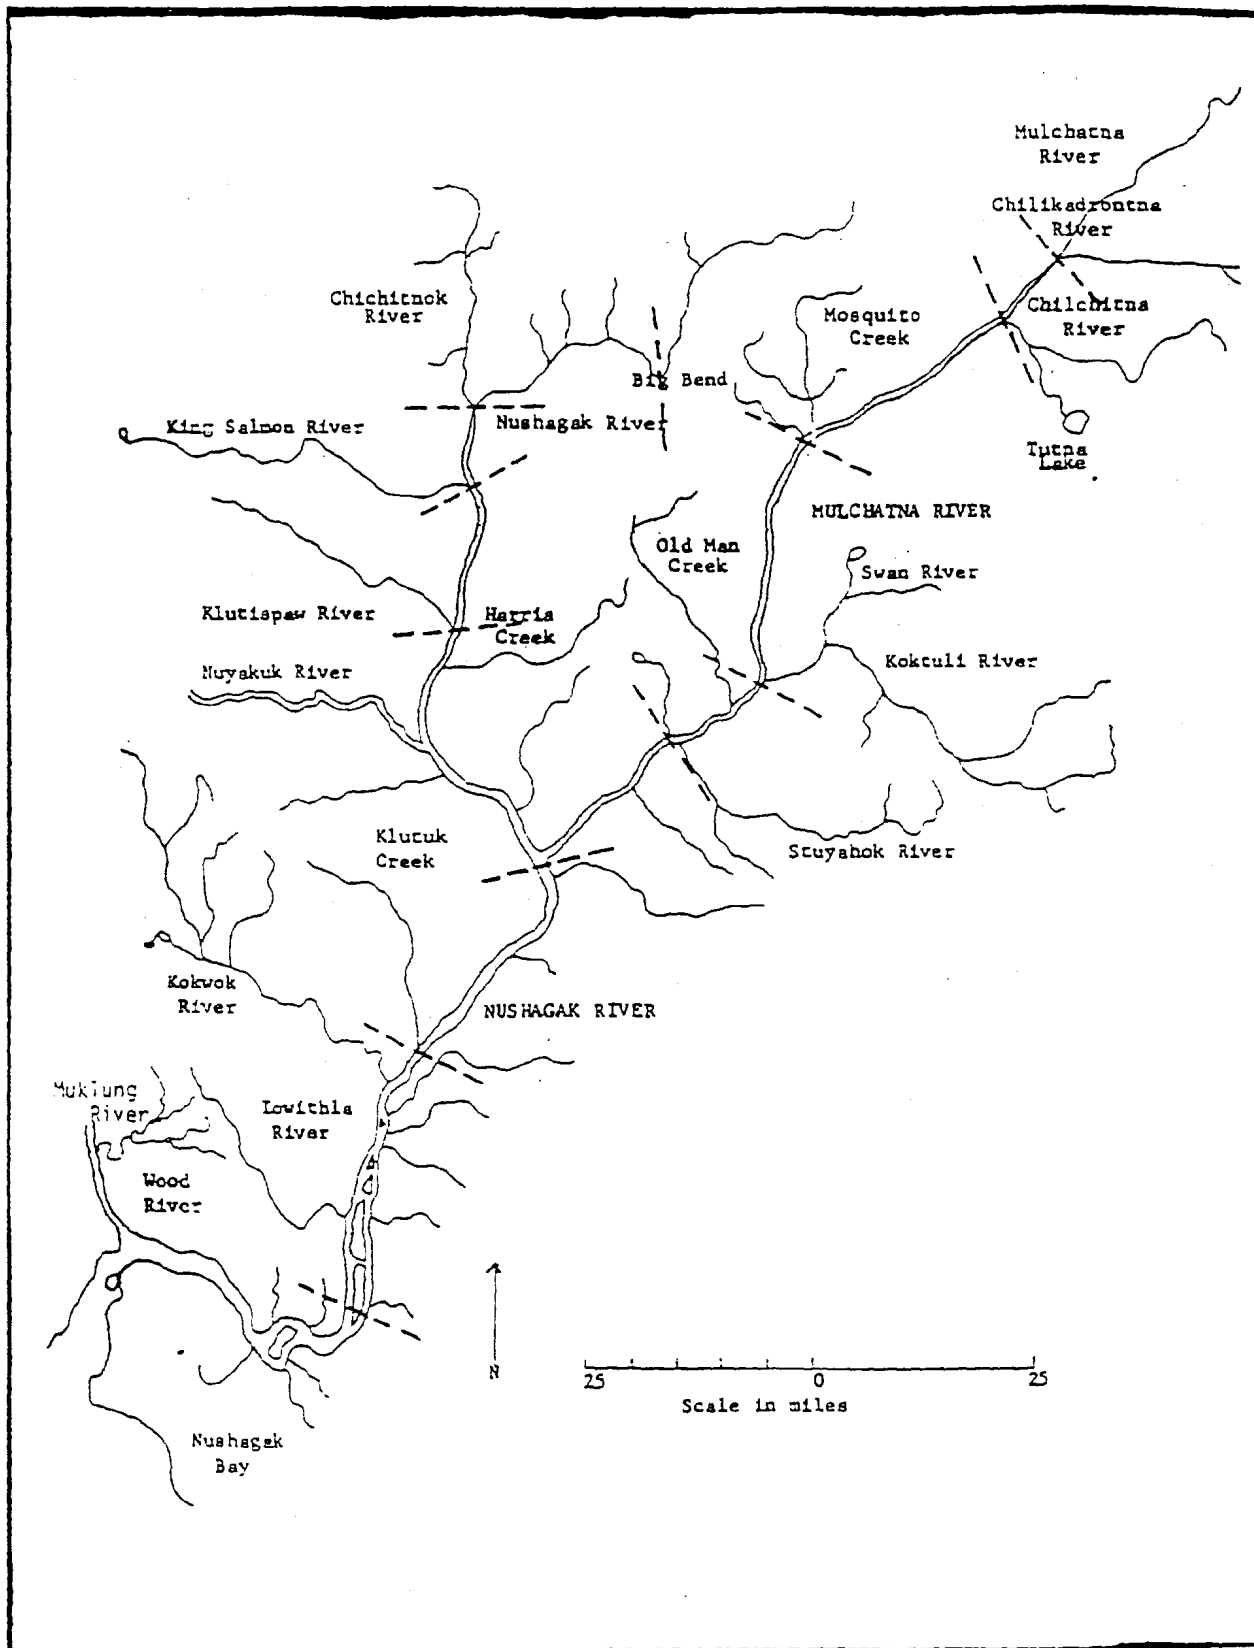 Mulchatna
River
Chilikadrontna
River
Chichitnok
River
Mosquito
Creek
Chilchitna
River
Big Bend
King Salmon River
Nushagak River
Tutna
Lake
MULCHATNA RIVER
Old Man
Creek
Swan River
Klutispaw River
Harris
Creek
Nuyakuk River
Koktuli River
Klutuk
Creek
Stuyahok River
Kokwok
River
NUSHAGAK RIVER
Muklung
River
Iowithla
River
Wood
River
N
25
0
25
Scale in miles
Nushagak
Bay